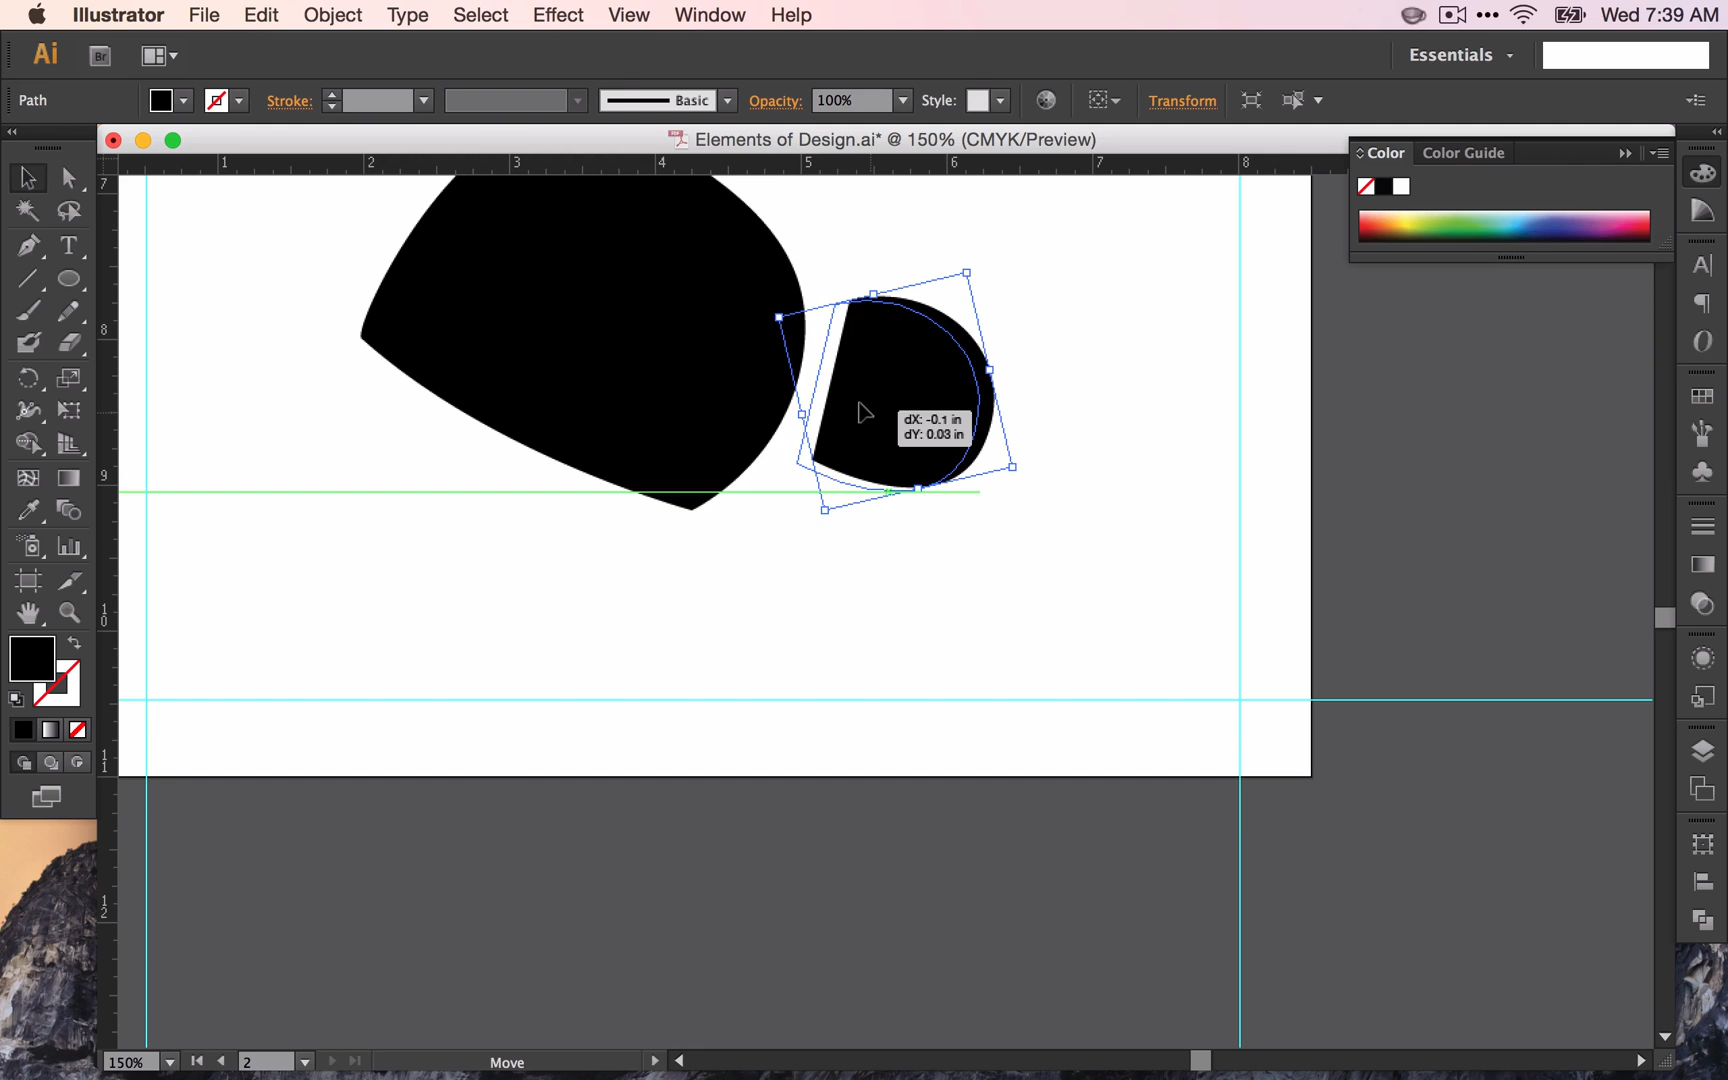 Illustrator File Edit Object Type Select Effect View Window Help Wed 7:39 AM
Ai Br Essentials
Path Stroke: Basic Opacity: 100% Style: Transform
Elements of Design.ai* @ 150% (CMYK/Preview)
Color Color Guide
1 2 3 4 5 6 7 8
7
8
9
10
11
12
dX: -0.1 in
dY: 0.03 in
150% 2 Move